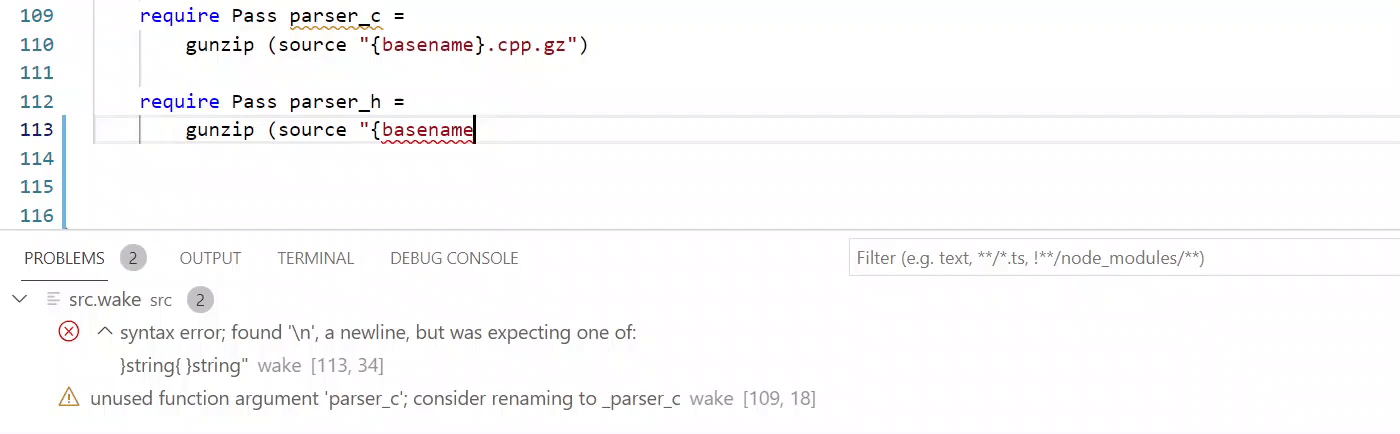 109 require Pass parser_c =
110 gunzip (source "{basename}.cpp.gz")
111
112 require Pass parser_h =
113 gunzip (source "{basename
114
115
116
PROBLEMS 2 OUTPUT TERMINAL DEBUG CONSOLE Filter (e.g. text, **/*.ts, !**/node_modules/**)
src.wake src 2
syntax error; found '\n', a newline, but was expecting one of:
}string{ }string" wake [113, 34]
unused function argument 'parser_c'; consider renaming to _parser_c wake [109, 18]